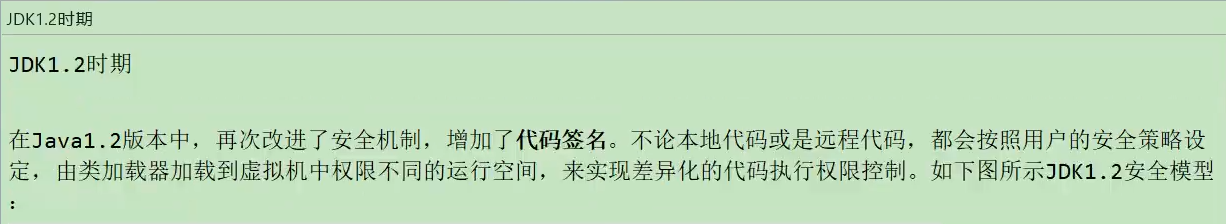 JDK1.2时期
JDK1.2时期
在Java1.2版本中，再次改进了安全机制，增加了代码签名。不论本地代码或是远程代码，都会按照用户的安全策略设
定，由类加载器加载到虚拟机中权限不同的运行空间，来实现差异化的代码执行权限控制。如下图所示JDK1.2安全模型
：